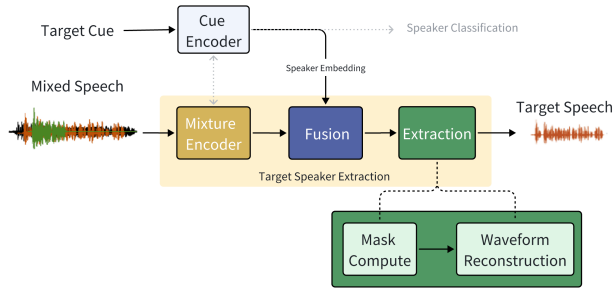 Target Cue
Cue
Encoder
Speaker Classification
Speaker Embedding
Mixed Speech
Mixture
Encoder
Fusion
Extraction
Target Speech
Target Speaker Extraction
Mask
Compute
Waveform
Reconstruction